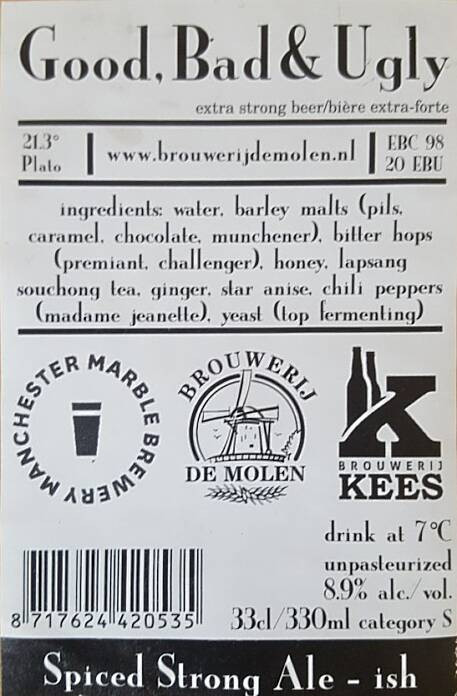 Good, Bad & Ugly
extra strong beer/bière extra-forte
21.3° Plato
www.brouwerijdemolen.nl
EBC 98
20 EBU
ingredients: water, barley malts (pils,
caramel, chocolate, munchener), bitter hops
(premiant, challenger), honey, lapsang
souchong tea, ginger, star anise, chili peppers
(madame jeanette), yeast (top fermenting)
MANCHESTER MARBLE BREWERY
BROUWERIJ
DE MOLEN
K
BROUWERIJ
KEES
drink at 7°C
unpasteurized
8.9% alc./vol.
33cl/330ml category S
8 717624 420535
Spiced Strong Ale - ish